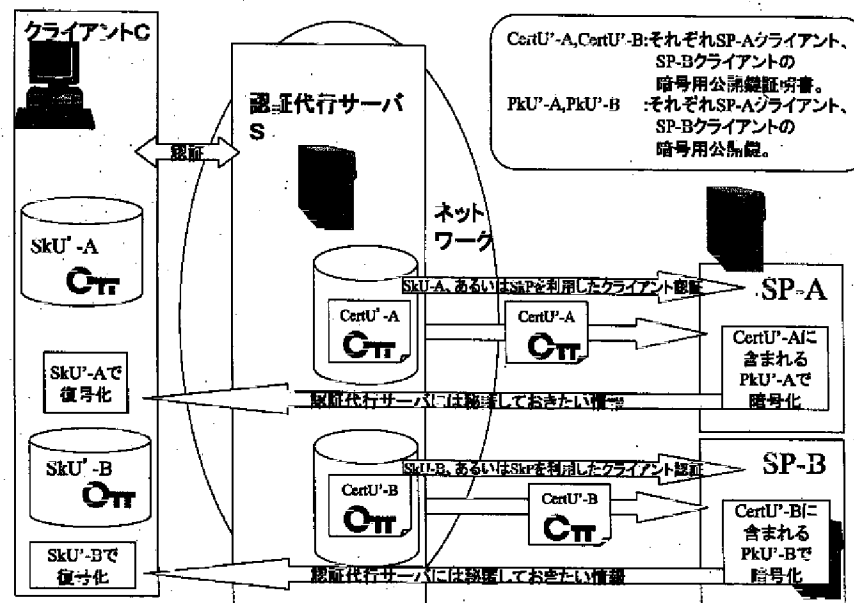 クライアントC
認証代行サーバ
S
認証
ネット
ワーク
CertU'-A,CertU'-B:それぞれSP-Aクライアント、
SP-Bクライアントの
暗号用公開鍵証明書。
PkU'-A,PkU'-B :それぞれSP-Aクライアント、
SP-Bクライアントの
暗号用公開鍵。
SkU'-A
CertU'-A
SkU-A、あるいはSkPを利用したクライアント認証
CertU'-A
SP-A
CertU'-Aに
含まれる
PkU'-Aで
暗号化
SkU'-Aで
復号化
認証代行サーバには秘匿しておきたい情報
SkU'-B
CertU'-B
SkU-B、あるいはSkPを利用したクライアント認証
CertU'-B
SP-B
CertU'-Bに
含まれる
PkU'-Bで
暗号化
SkU'-Bで
復号化
認証代行サーバには秘匿しておきたい情報